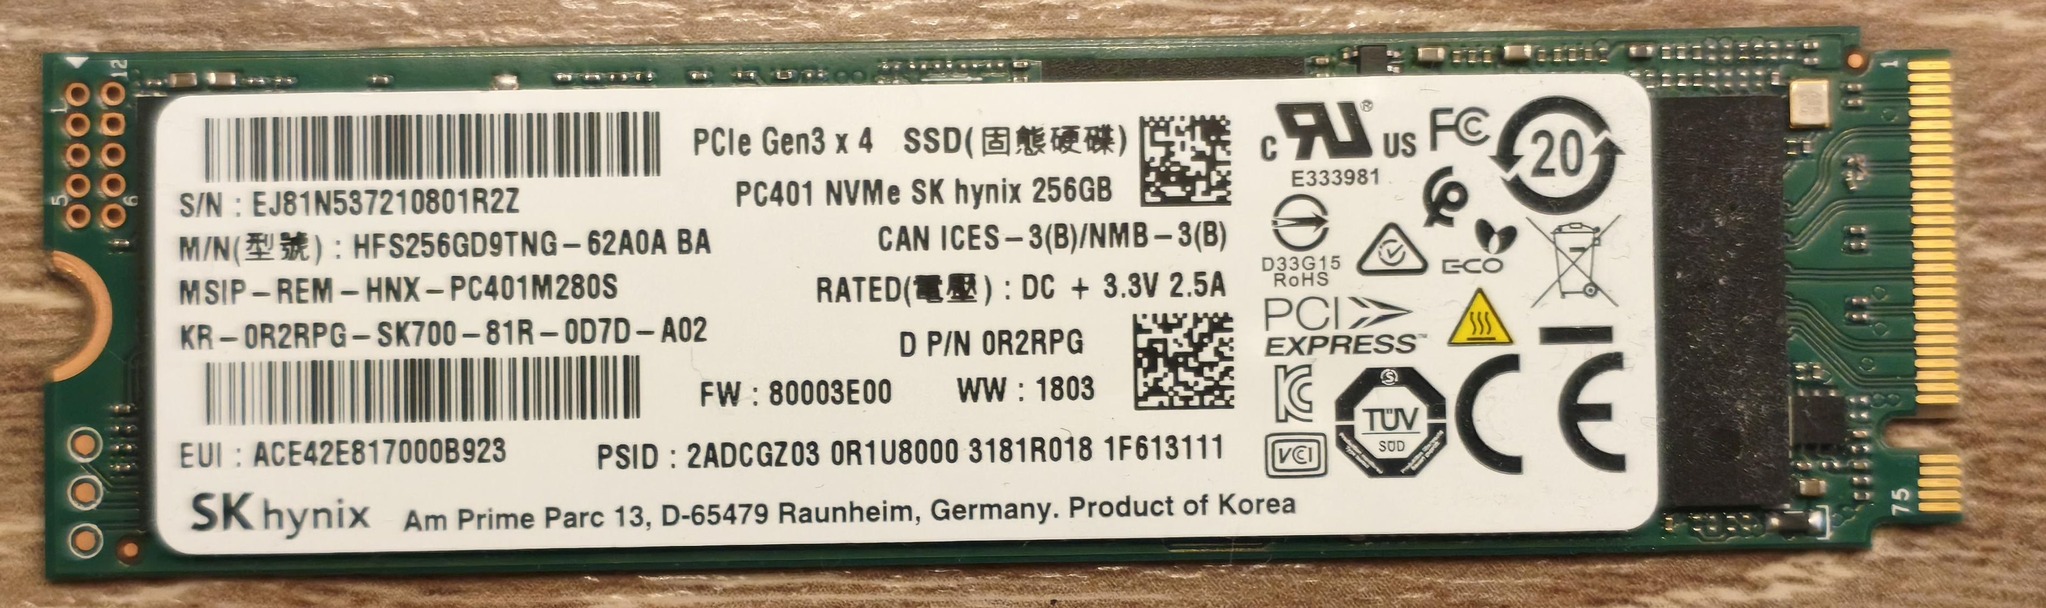 12
1
5
6
PCIe Gen3 x 4 SSD(固態硬碟)
S/N : EJ81N537210801R2Z
PC401 NVMe SK hynix 256GB
M/N(型號) : HFS256GD9TNG-62A0A BA
CAN ICES-3(B)/NMB-3(B)
MSIP-REM-HNX-PC401M280S
RATED(電壓) : DC + 3.3V 2.5A
KR-0R2RPG-SK700-81R-0D7D-A02
D P/N 0R2RPG
FW : 80003E00 WW : 1803
EUI : ACE42E817000B923 PSID : 2ADCGZ03 0R1U8000 3181R018 1F613111
SK hynix Am Prime Parc 13, D-65479 Raunheim, Germany. Product of Korea
c RU ® US FC 20
E333981
D33G15
RoHS
ECO
PCI
EXPRESS™
KC
TÜV
SÜD
CE
VCI
1
75